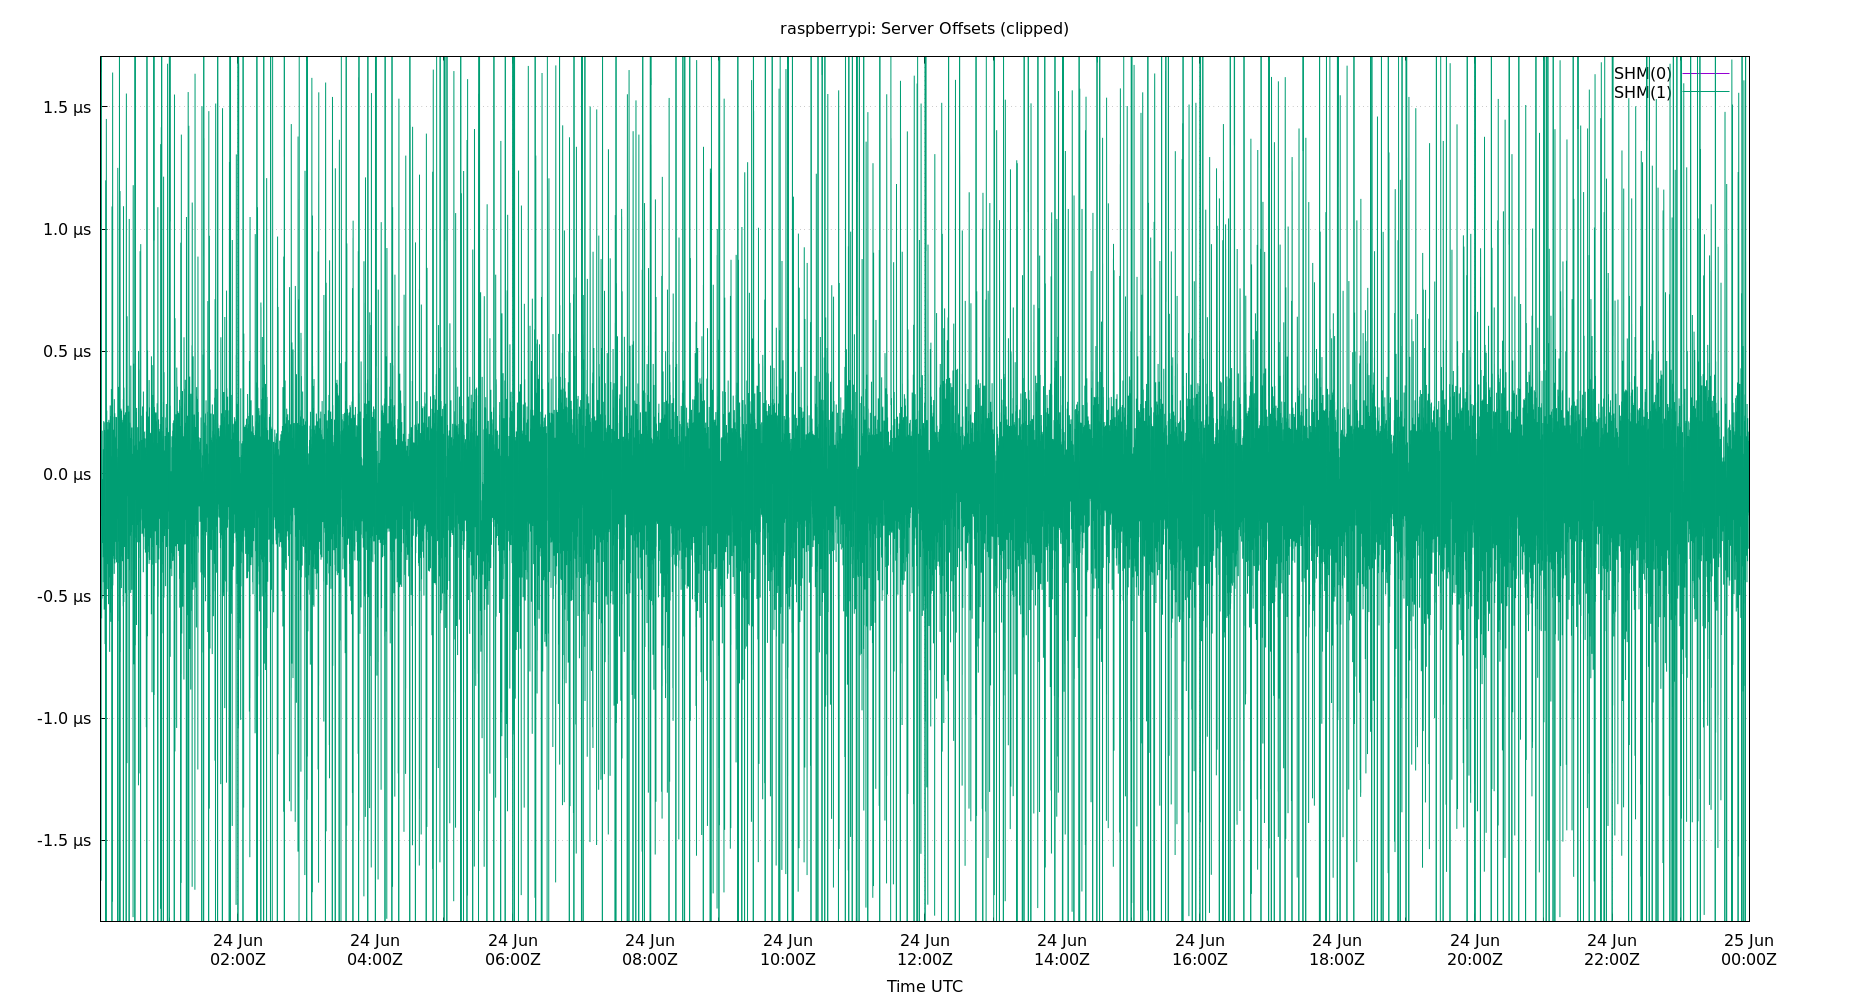 raspberrypi: Server Offsets (clipped)
SHM(0)
SHM(1)
1.5 µs
1.0 µs
0.5 µs
0.0 µs
-0.5 µs
-1.0 µs
-1.5 µs
24 Jun 24 Jun 24 Jun 24 Jun 24 Jun 24 Jun 24 Jun 24 Jun 24 Jun 24 Jun 24 Jun 25 Jun
02:00Z 04:00Z 06:00Z 08:00Z 10:00Z 12:00Z 14:00Z 16:00Z 18:00Z 20:00Z 22:00Z 00:00Z
Time UTC